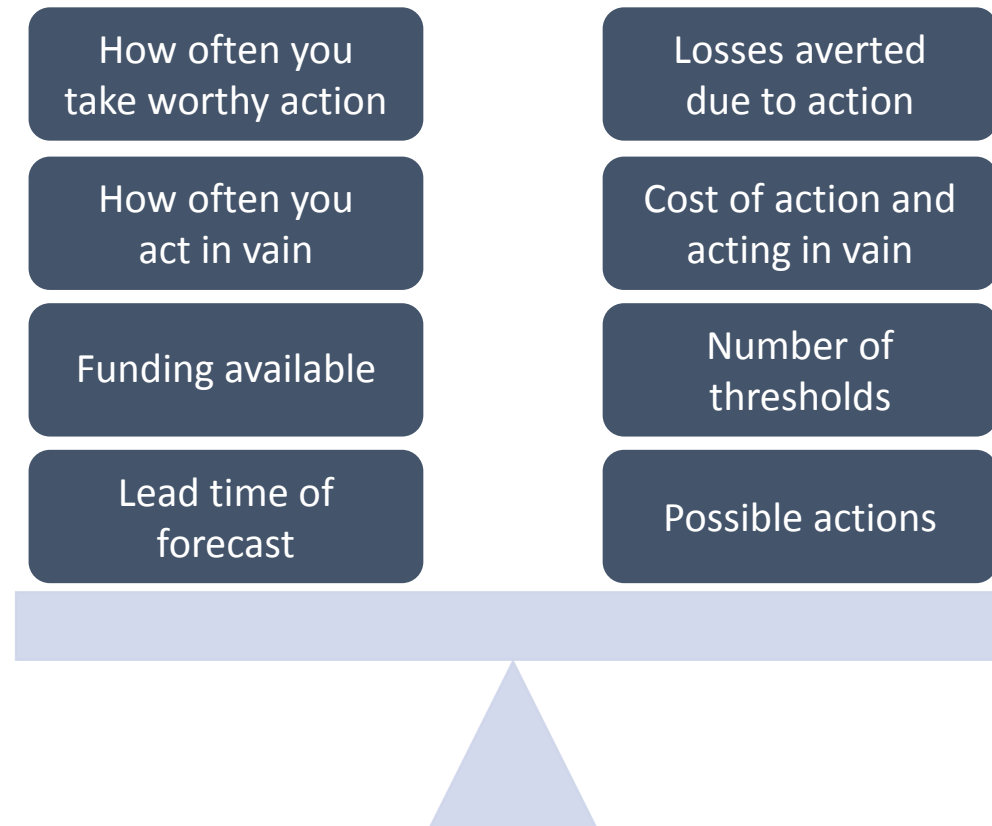 How often you
take worthy action
Losses averted
due to action
How often you
act in vain
Cost of action and
acting in vain
Funding available
Number of
thresholds
Lead time of
forecast
Possible actions